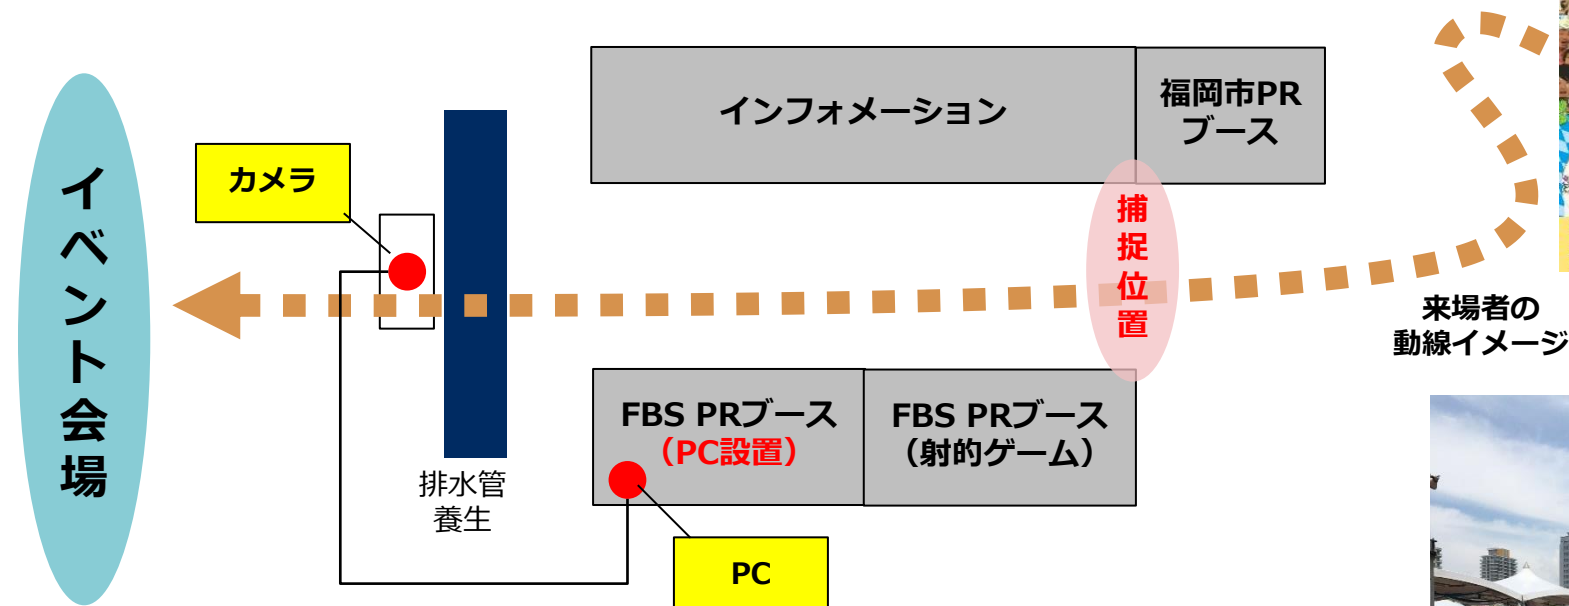 イベント会場
カメラ
排水管
養生
インフォメーション
福岡市PR
ブース
捕捉位置
FBS PRブース
（PC設置）
FBS PRブース
（射的ゲーム）
PC
来場者の
動線イメージ